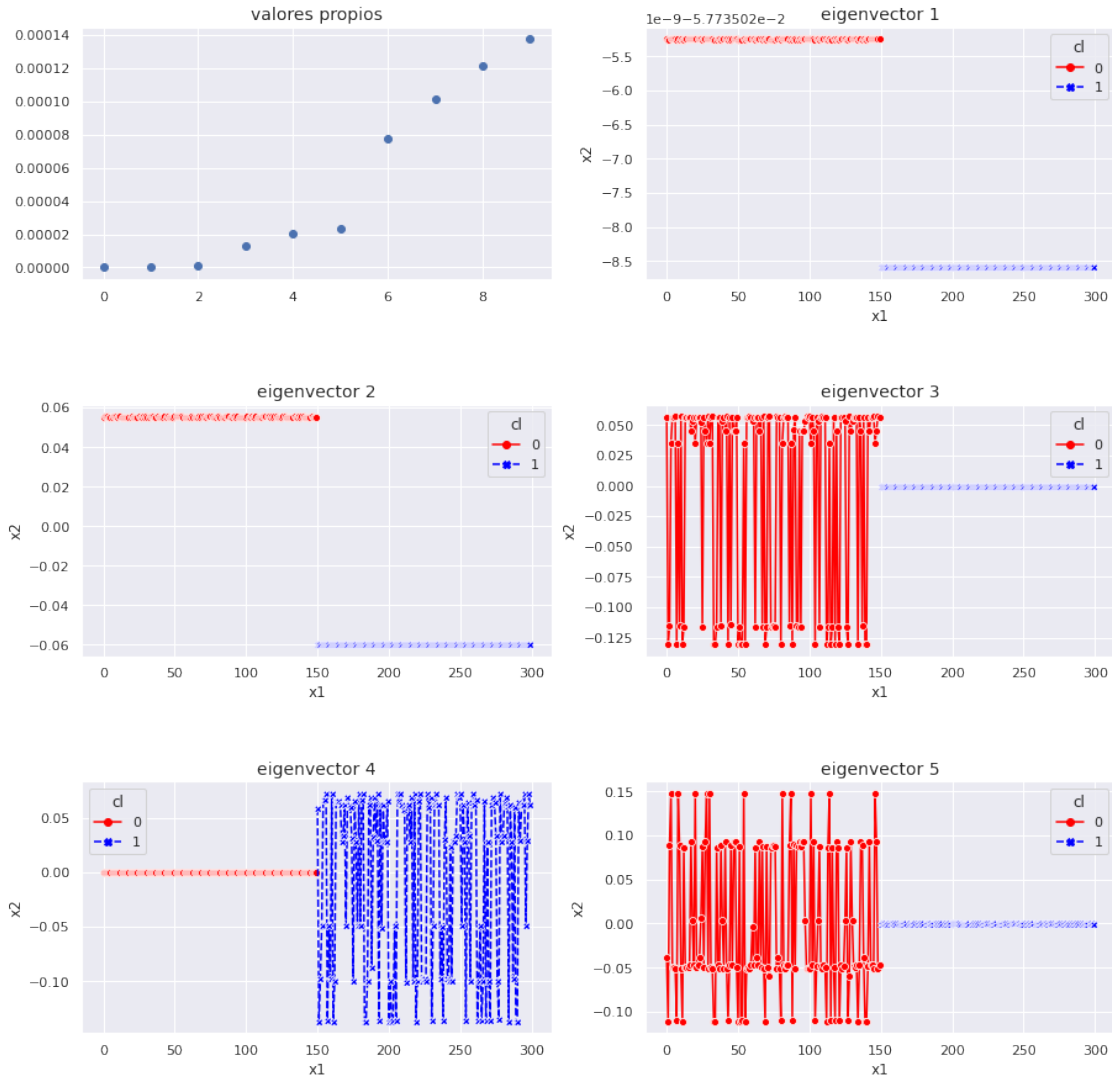 valores propios
0.00014
0.00012
0.00010
0.00008
0.00006
0.00004
0.00002
0.00000
0 2 4 6 8
eigenvector 1
1e−9−5.773502e−2
−5.5
−6.0
−6.5
−7.0
−7.5
−8.0
−8.5
x2
0 50 100 150 200 250 300
x1
cl
0
1
eigenvector 2
0.06
0.04
0.02
0.00
−0.02
−0.04
−0.06
x2
0 50 100 150 200 250 300
x1
cl
0
1
eigenvector 3
0.050
0.025
0.000
−0.025
−0.050
−0.075
−0.100
−0.125
x2
0 50 100 150 200 250 300
x1
cl
0
1
eigenvector 4
0.05
0.00
−0.05
−0.10
x2
0 50 100 150 200 250 300
x1
cl
0
1
eigenvector 5
0.15
0.10
0.05
0.00
−0.05
−0.10
x2
0 50 100 150 200 250 300
x1
cl
0
1